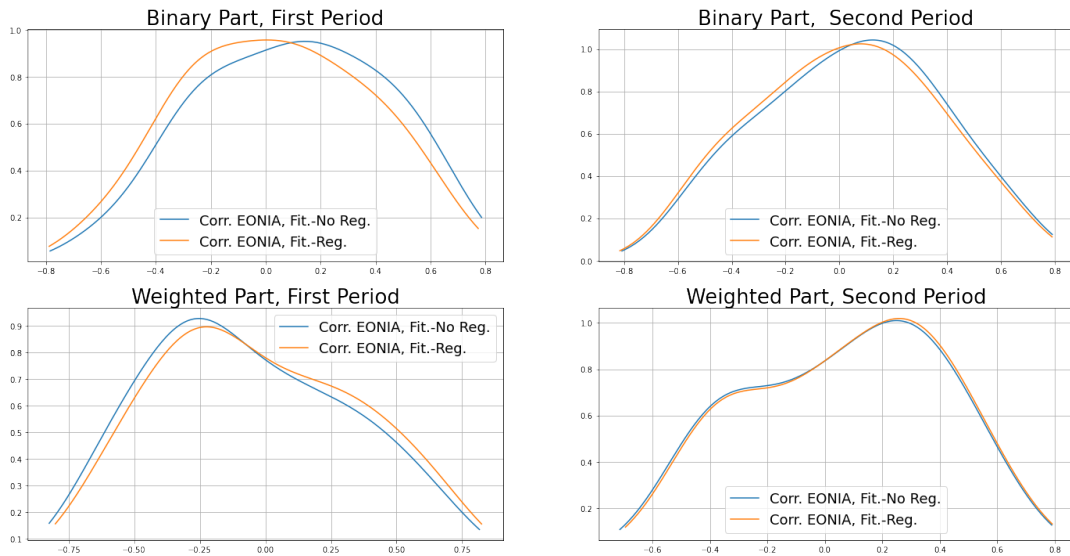 Binary Part, First Period
1.0
0.8
0.6
0.4
0.2
−0.8 −0.6 −0.4 −0.2 0.0 0.2 0.4 0.6 0.8
Corr. EONIA, Fit.-No Reg.
Corr. EONIA, Fit.-Reg.
Binary Part, Second Period
1.0
0.8
0.6
0.4
0.2
0.0
−0.8 −0.6 −0.4 −0.2 0.0 0.2 0.4 0.6 0.8
Corr. EONIA, Fit.-No Reg.
Corr. EONIA, Fit.-Reg.
Weighted Part, First Period
0.9
0.8
0.7
0.6
0.5
0.4
0.3
0.2
0.1
−0.75 −0.50 −0.25 0.00 0.25 0.50 0.75
Corr. EONIA, Fit.-No Reg.
Corr. EONIA, Fit.-Reg.
Weighted Part, Second Period
1.0
0.8
0.6
0.4
0.2
−0.6 −0.4 −0.2 0.0 0.2 0.4 0.6 0.8
Corr. EONIA, Fit.-No Reg.
Corr. EONIA, Fit.-Reg.